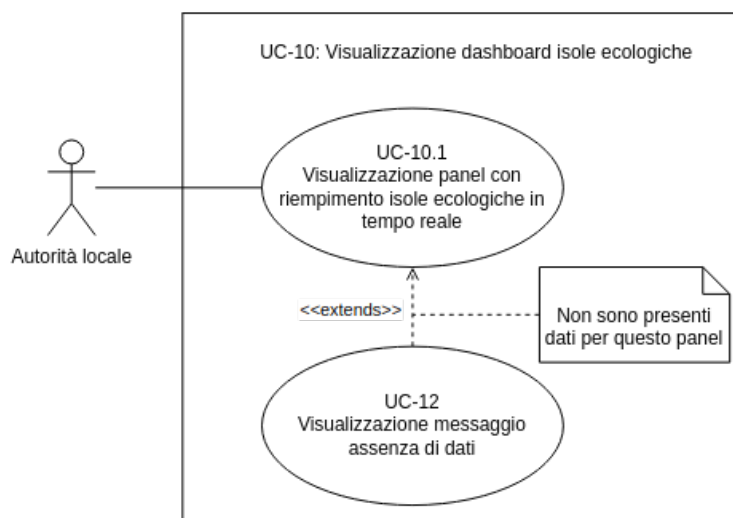 UC-10: Visualizzazione dashboard isole ecologiche
UC-10.1
Visualizzazione panel con
riempimento isole ecologiche in
tempo reale
Autorità locale
<<extends>>
Non sono presenti
dati per questo panel
UC-12
Visualizzazione messaggio
assenza di dati